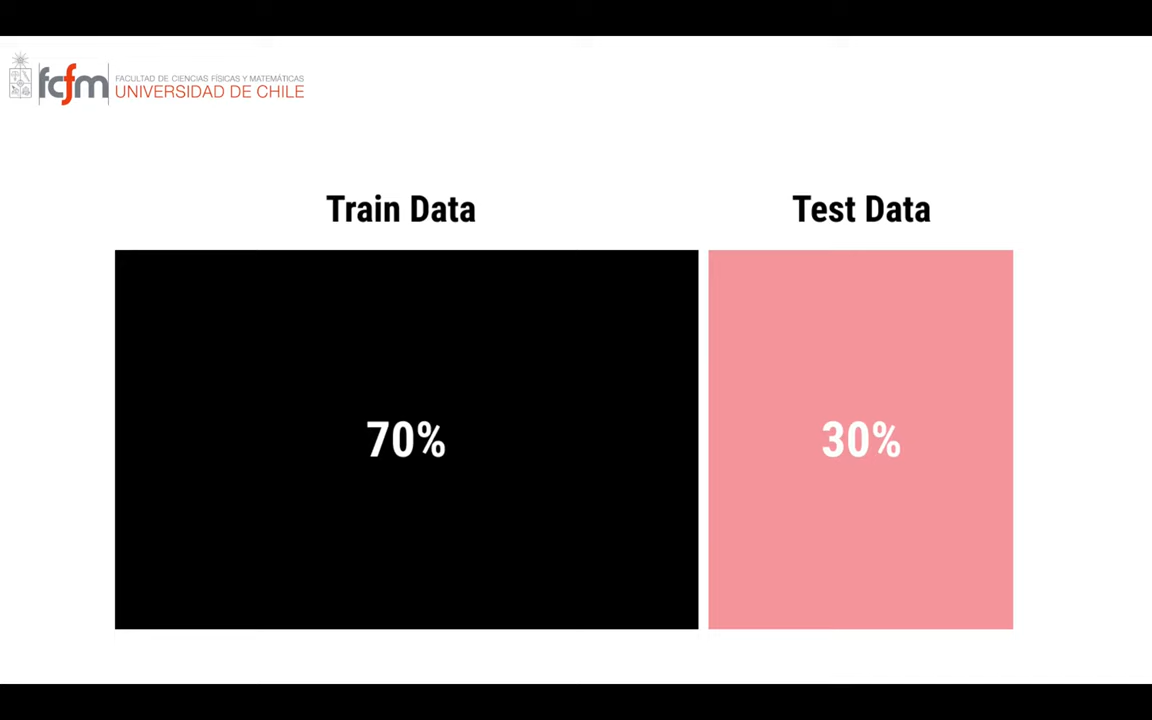 fcfm
FACULTAD DE CIENCIAS FÍSICAS Y MATEMÁTICAS
UNIVERSIDAD DE CHILE
Train Data
Test Data
70%
30%